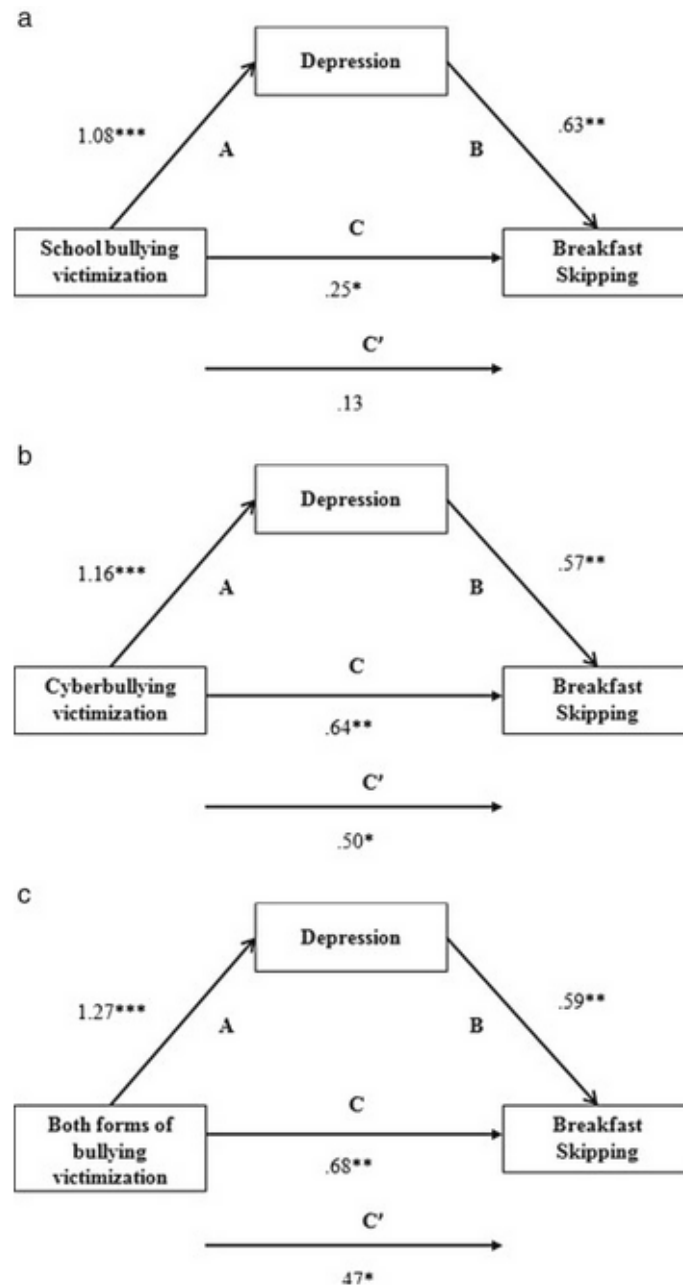 a
Depression
1.08***
.63**
A
B
School bullying
victimization
C
Breakfast
Skipping
.25*
C'
.13
b
Depression
1.16***
.57**
A
B
Cyberbullying
victimization
C
Breakfast
Skipping
.64**
C'
.50*
c
Depression
1.27***
.59**
A
B
Both forms of
bullying
victimization
C
Breakfast
Skipping
.68**
C'
.47*